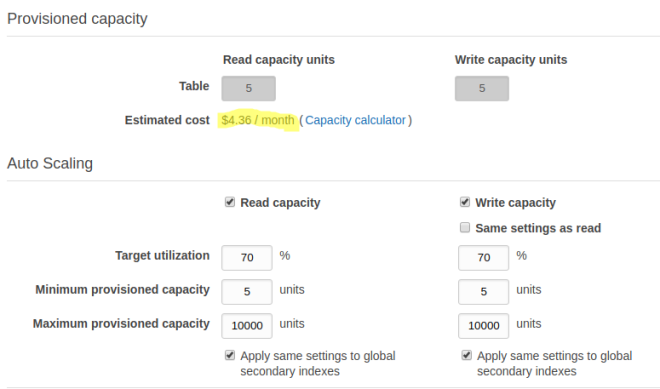 Provisioned capacity
Read capacity units Write capacity units
Table 5 5
Estimated cost $4.36 / month ( Capacity calculator )
Auto Scaling
Read capacity Write capacity
Same settings as read
Target utilization 70 % 70 %
Minimum provisioned capacity 5 units 5 units
Maximum provisioned capacity 10000 units 10000 units
Apply same settings to global Apply same settings to global
secondary indexes secondary indexes